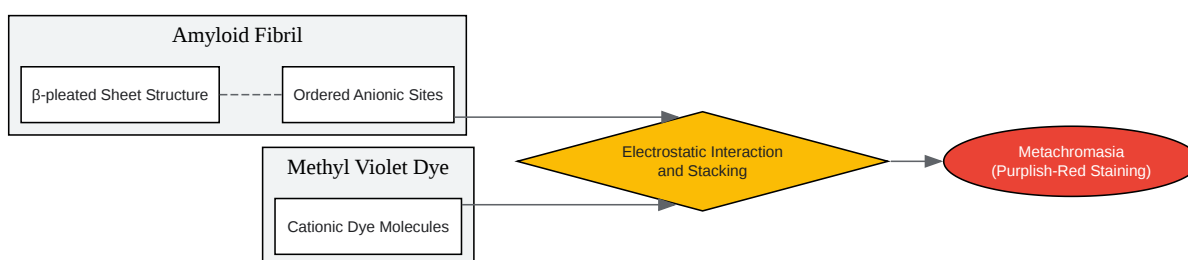 Amyloid Fibril
β-pleated Sheet Structure
Ordered Anionic Sites
Methyl Violet Dye
Cationic Dye Molecules
Electrostatic Interaction
and Stacking
Metachromasia
(Purplish-Red Staining)